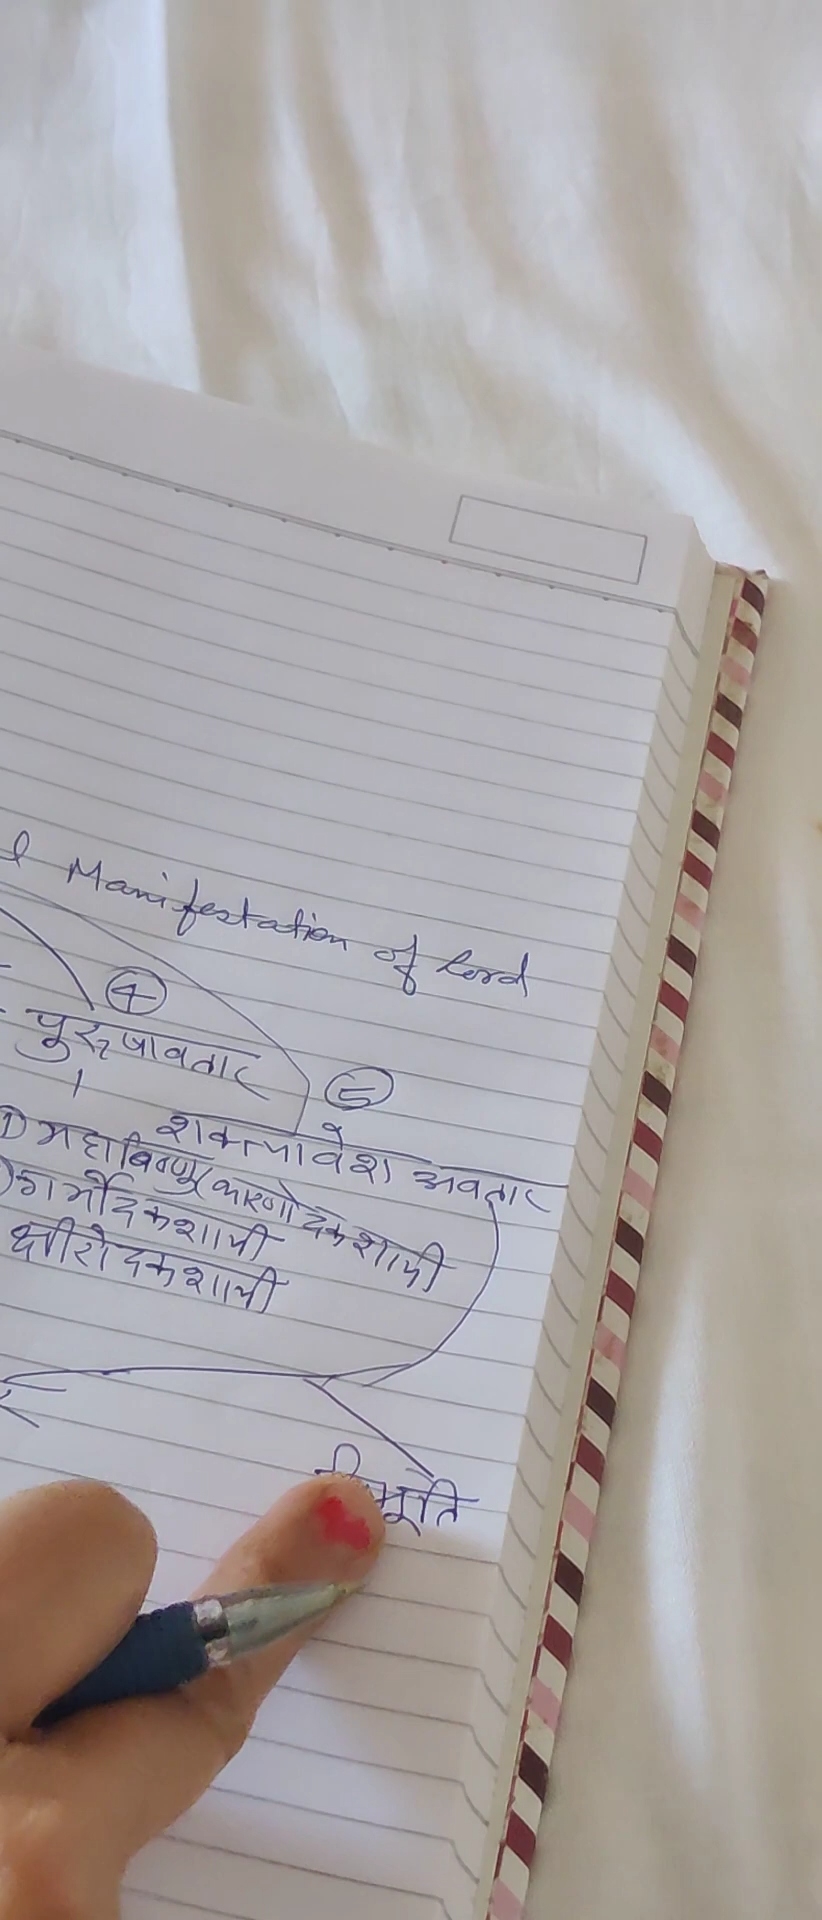 Manifestation of Lord
④
पुरूषावतार
⑤
शक्त्यावेश अवतार
① महाविष्णु (कारणोदकशायी
गर्भोदकशायी
क्षीरोदकशायी